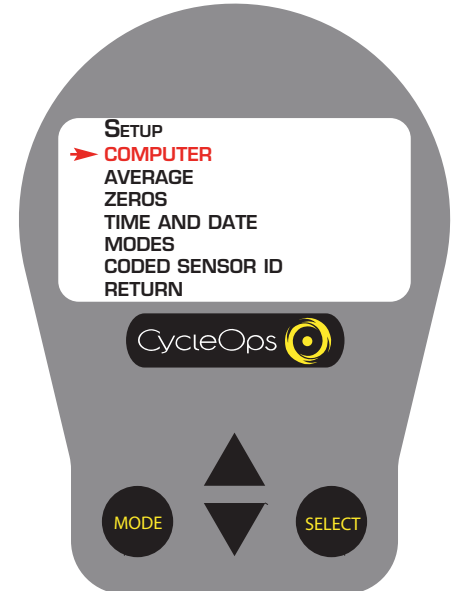 SETUP
COMPUTER
AVERAGE
ZEROS
TIME AND DATE
MODES
CODED SENSOR ID
RETURN
CycleOps
MODE
SELECT